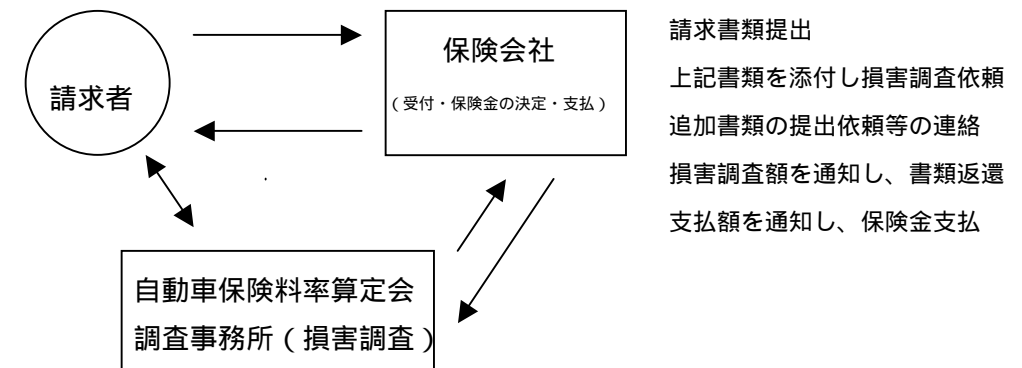 請求者
保険会社
（受付・保険金の決定・支払）
請求書類提出
上記書類を添付し損害調査依頼
追加書類の提出依頼等の連絡
損害調査額を通知し、書類返還
支払額を通知し、保険金支払
自動車保険料率算定会
調査事務所（損害調査）